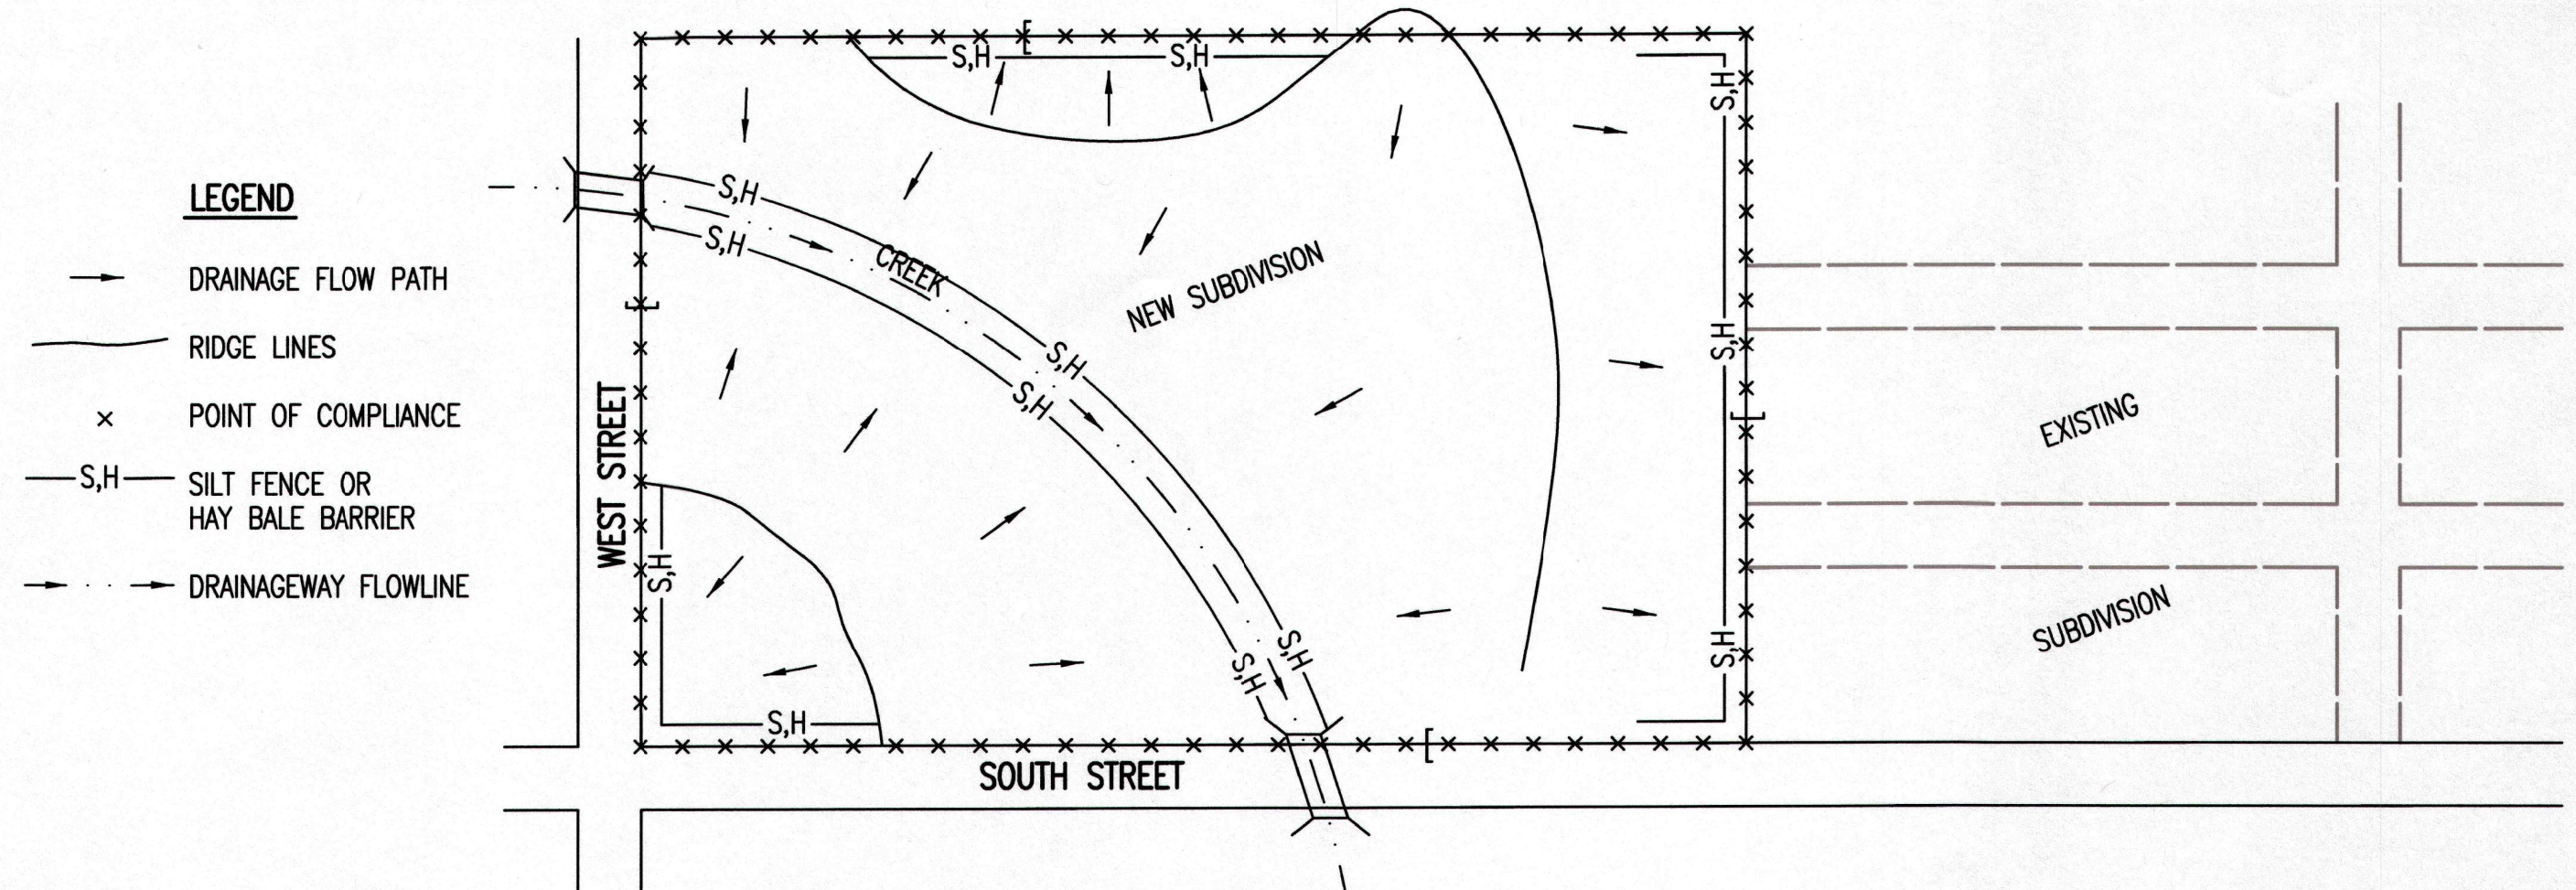 LEGEND
DRAINAGE FLOW PATH
RIDGE LINES
POINT OF COMPLIANCE
S,H
SILT FENCE OR
HAY BALE BARRIER
DRAINAGEWAY FLOWLINE
S,H
S,H
S,H
S,H
S,H
CREEK
NEW SUBDIVISION
S,H
S,H
S,H
WEST STREET
S,H
S,H
S,H
S,H
S,H
SOUTH STREET
EXISTING
SUBDIVISION